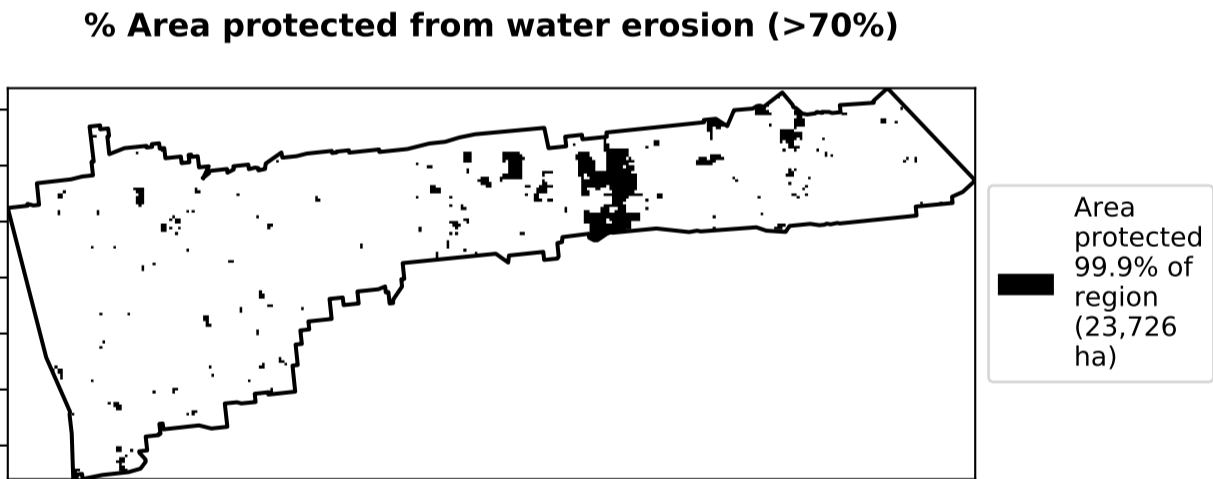 % Area protected from water erosion (>70%)
Area
protected
99.9% of
region
(23,726
ha)